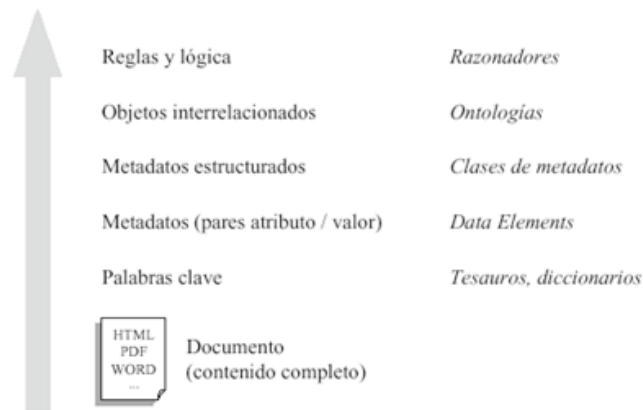 Reglas y lógica Razonadores
Objetos interrelacionados Ontologías
Metadatos estructurados Clases de metadatos
Metadatos (pares atributo / valor) Data Elements
Palabras clave Tesauros, diccionarios
HTML
PDF
WORD
...
Documento
(contenido completo)